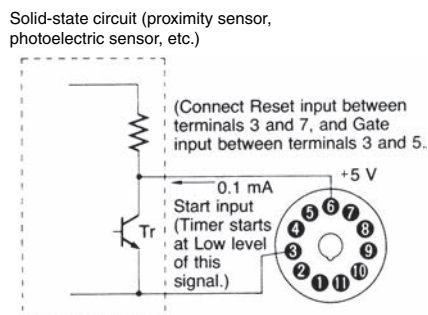 Solid-state circuit (proximity sensor,
photoelectric sensor, etc.)
(Connect Reset input between
terminals 3 and 7, and Gate
input between terminals 3 and 5.
+5 V
0.1 mA
Start input
(Timer starts
at Low level
of this
signal.)
Tr
5 6 7
4 8
3 9
2 10
1 11